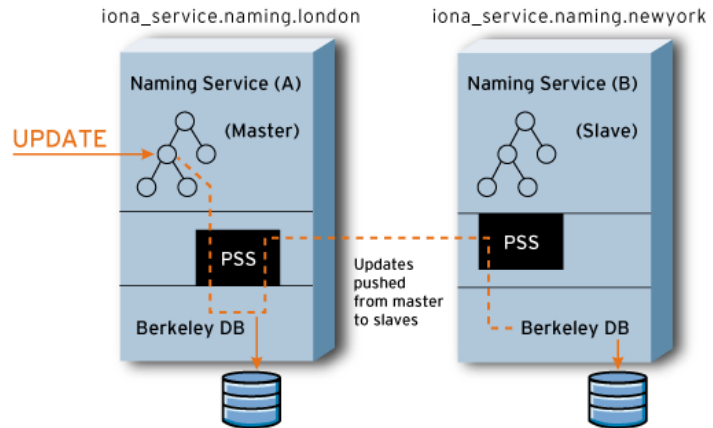 iona_service.naming.london
iona_service.naming.newyork
Naming Service (A)
(Master)
UPDATE
PSS
Berkeley DB
Updates
pushed
from master
to slaves
Naming Service (B)
(Slave)
PSS
Berkeley DB